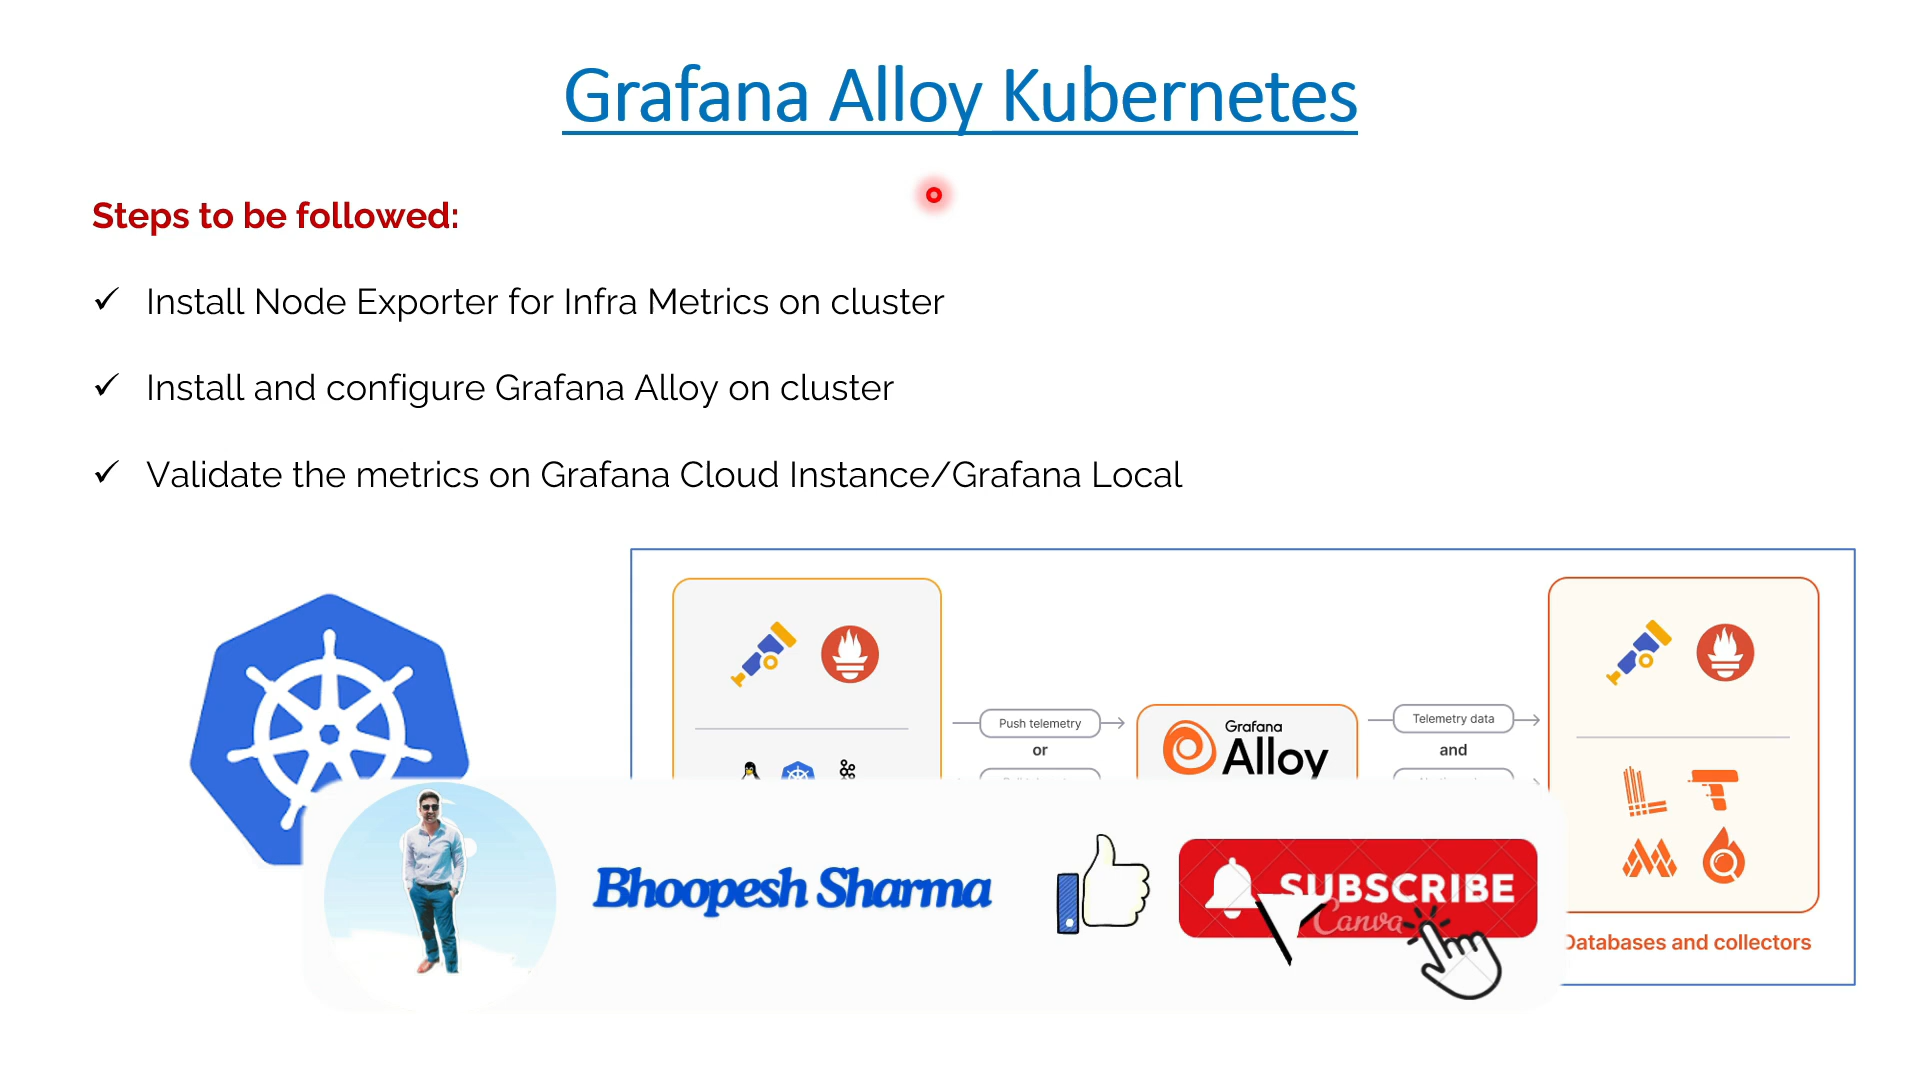 Grafana Alloy Kubernetes
Steps to be followed:
✓ Install Node Exporter for Infra Metrics on cluster
✓ Install and configure Grafana Alloy on cluster
✓ Validate the metrics on Grafana Cloud Instance/Grafana Local
Push telemetry
or
Grafana
Alloy
Telemetry data
and
Bhoopesh Sharma
SUBSCRIBE
Canva
Databases and collectors